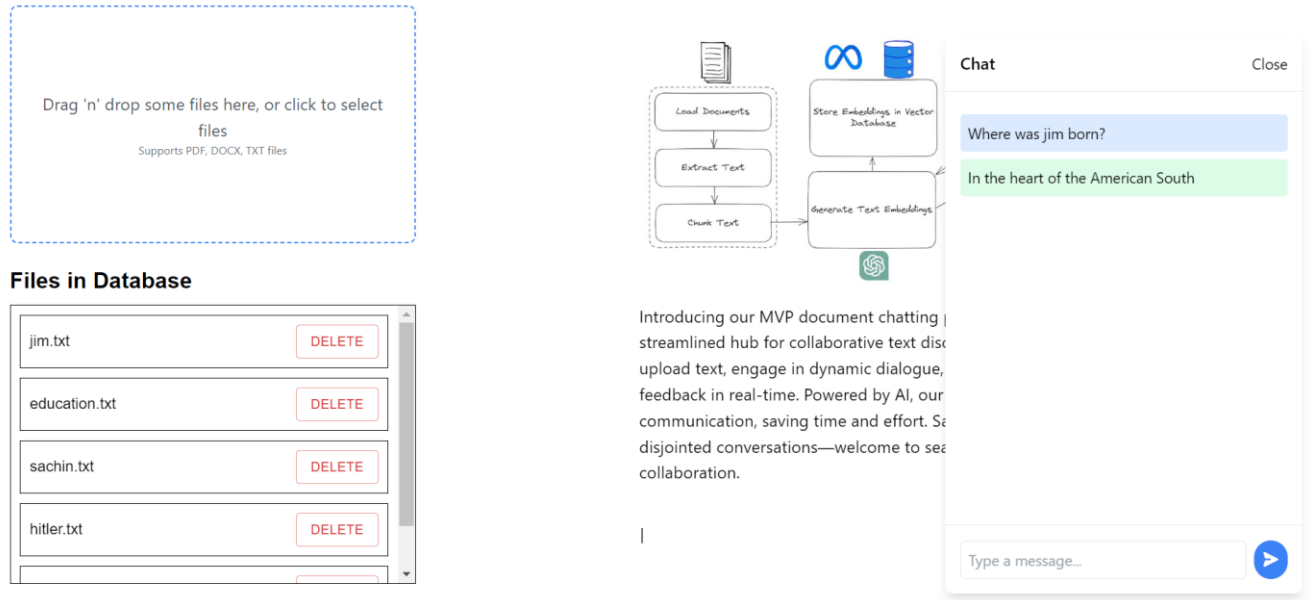 Drag 'n' drop some files here, or click to select
files
Supports PDF, DOCX, TXT files
Files in Database
jim.txt
DELETE
education.txt
DELETE
sachin.txt
DELETE
hitler.txt
DELETE
Load Documents
Extract Text
Chunk Text
Store Embeddings in Vector
Database
Generate Text Embeddings
Introducing our MVP document chatting
streamlined hub for collaborative text
upload text, engage in dynamic dialogue,
feedback in real-time. Powered by AI, our
communication, saving time and effort.
disjointed conversations—welcome to
collaboration.
Chat
Close
Where was jim born?
In the heart of the American South
Type a message...